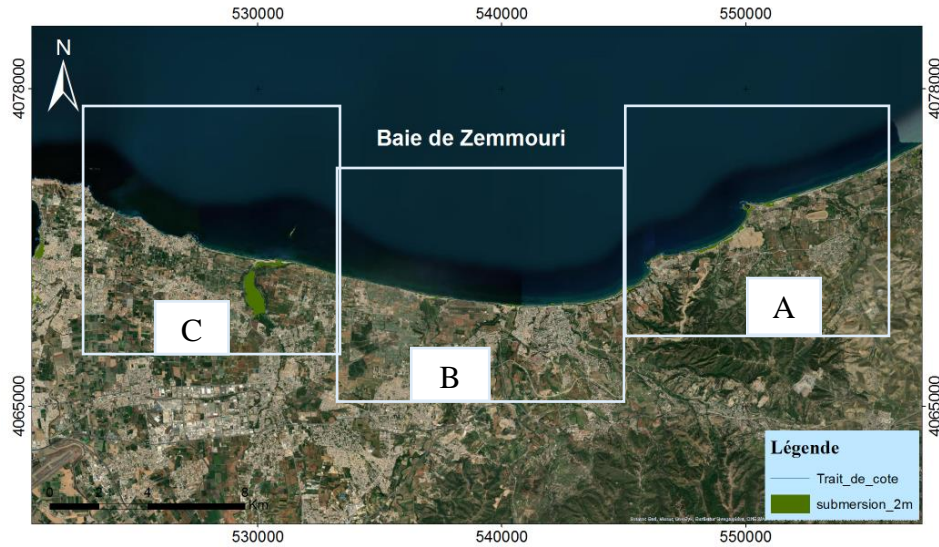 530000 540000 550000
N
4078000
4078000
Baie de Zemmouri
A
C
B
4065000
4065000
Légende
Trait_de_cote
submersion_2m
0 2 4 8
Km
530000 540000 550000